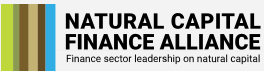 NATURAL CAPITAL
FINANCE ALLIANCE
Finance sector leadership on natural capital